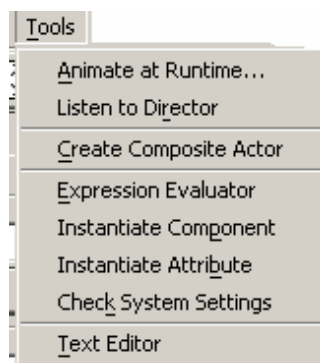 Tools
Animate at Runtime...
Listen to Director
Create Composite Actor
Expression Evaluator
Instantiate Component
Instantiate Attribute
Check System Settings
Text Editor